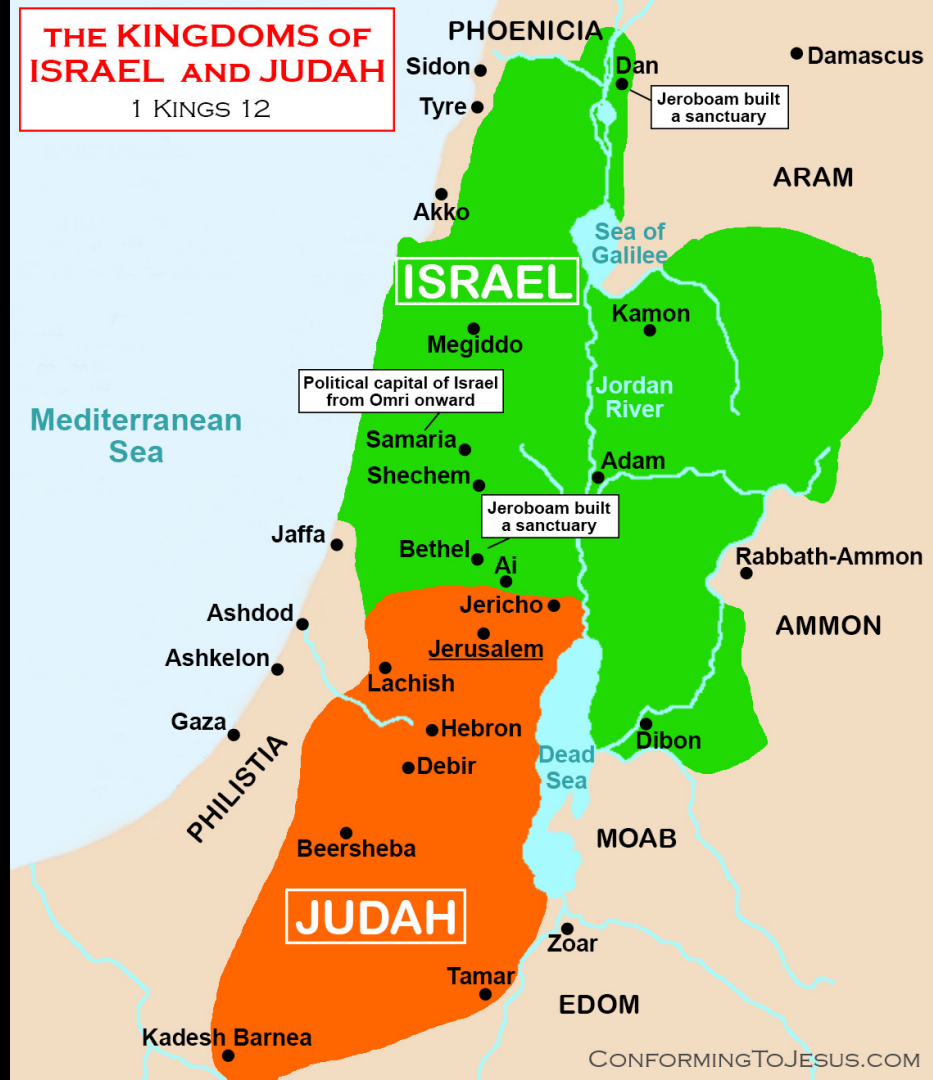 THE KINGDOMS OF
ISRAEL AND JUDAH
1 KINGS 12
PHOENICIA
Sidon
Dan
Damascus
Tyre
Jeroboam built
a sanctuary
ARAM
Akko
Sea of
Galilee
ISRAEL
Kamon
Megiddo
Political capital of Israel
from Omri onward
Jordan
River
Mediterranean
Sea
Samaria
Adam
Shechem
Jeroboam built
a sanctuary
Jaffa
Bethel
Ai
Rabbath-Ammon
Jericho
Ashdod
AMMON
Jerusalem
Ashkelon
Lachish
Gaza
Hebron
Dibon
PHILISTIA
Debir
Dead
Sea
MOAB
Beersheba
JUDAH
Zoar
Tamar
EDOM
Kadesh Barnea
CONFORMINGTOJESUS.COM